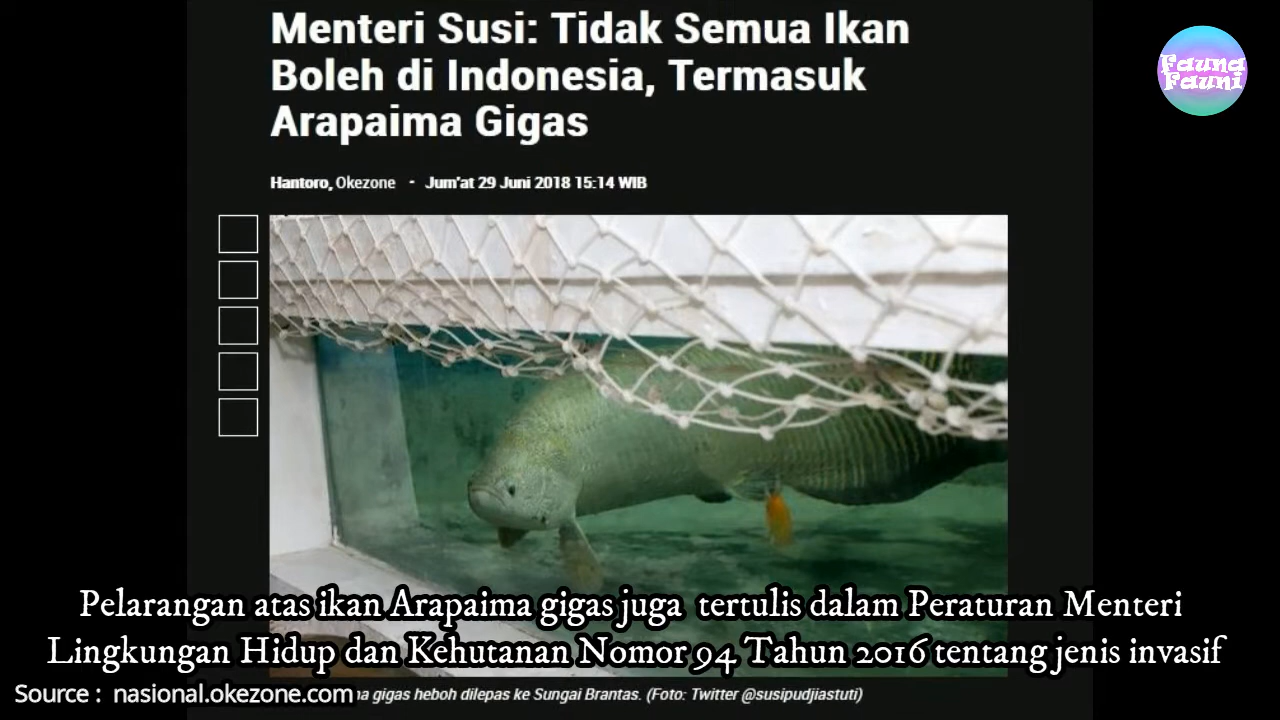 Menteri Susi: Tidak Semua Ikan
Boleh di Indonesia, Termasuk
Arapaima Gigas
Fauna
Fauni
Hantoro, Okezone - Jum'at 29 Juni 2018 15:14 WIB
Pelarangan atas ikan Arapaima gigas juga tertulis dalam Peraturan Menteri
Lingkungan Hidup dan Kehutanan Nomor 94 Tahun 2016 tentang jenis invasif
Source : nasional.okezone.com
gigas heboh dilepas ke Sungai Brantas. (Foto: Twitter @susipudjiastuti)